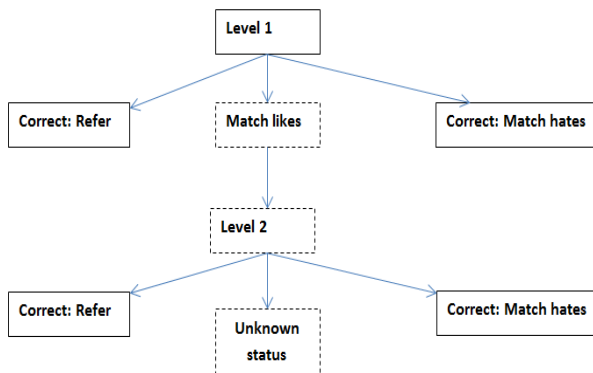 Level 1
Correct: Refer
Match likes
Correct: Match hates
Level 2
Correct: Refer
Unknown
status
Correct: Match hates